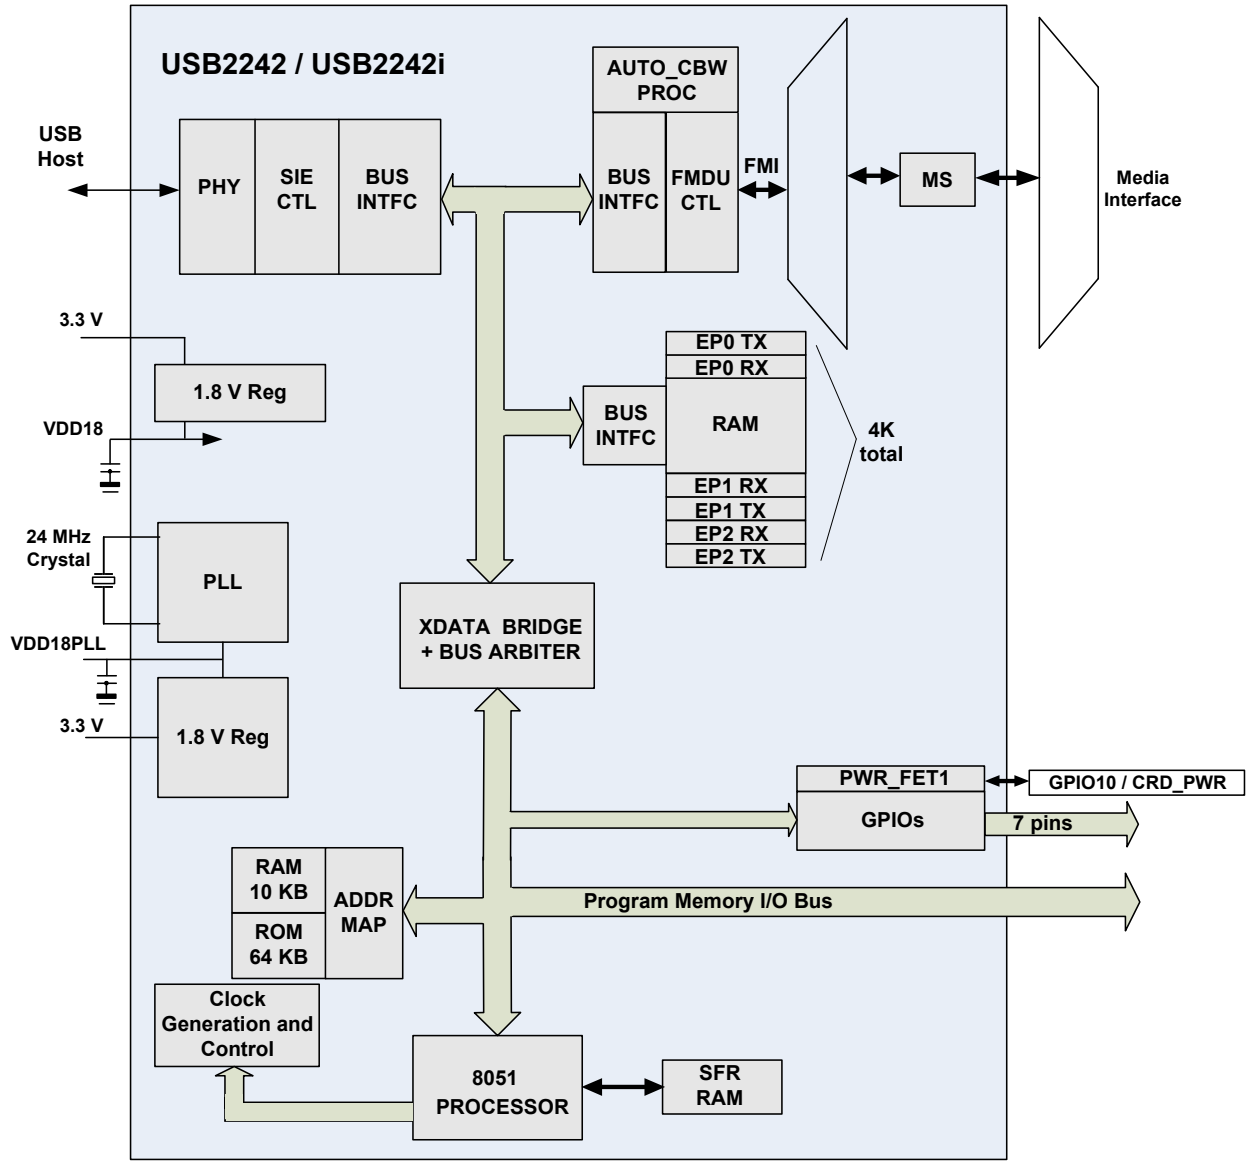 USB2242 / USB2242i
AUTO_CBW
PROC
USB
Host
PHY
SIE
CTL
BUS
INTFC
BUS
INTFC
FMDU
CTL
FMI
MS
Media
Interface
3.3 V
1.8 V Reg
VDD18
EP0 TX
EP0 RX
BUS
INTFC
RAM
EP1 RX
EP1 TX
EP2 RX
EP2 TX
4K
total
24 MHz
Crystal
PLL
VDD18PLL
XDATA BRIDGE
+ BUS ARBITER
3.3 V
1.8 V Reg
PWR_FET1
GPIOs
GPIO10 / CRD_PWR
7 pins
RAM
10 KB
ROM
64 KB
ADDR
MAP
Program Memory I/O Bus
Clock
Generation and
Control
8051
PROCESSOR
SFR
RAM